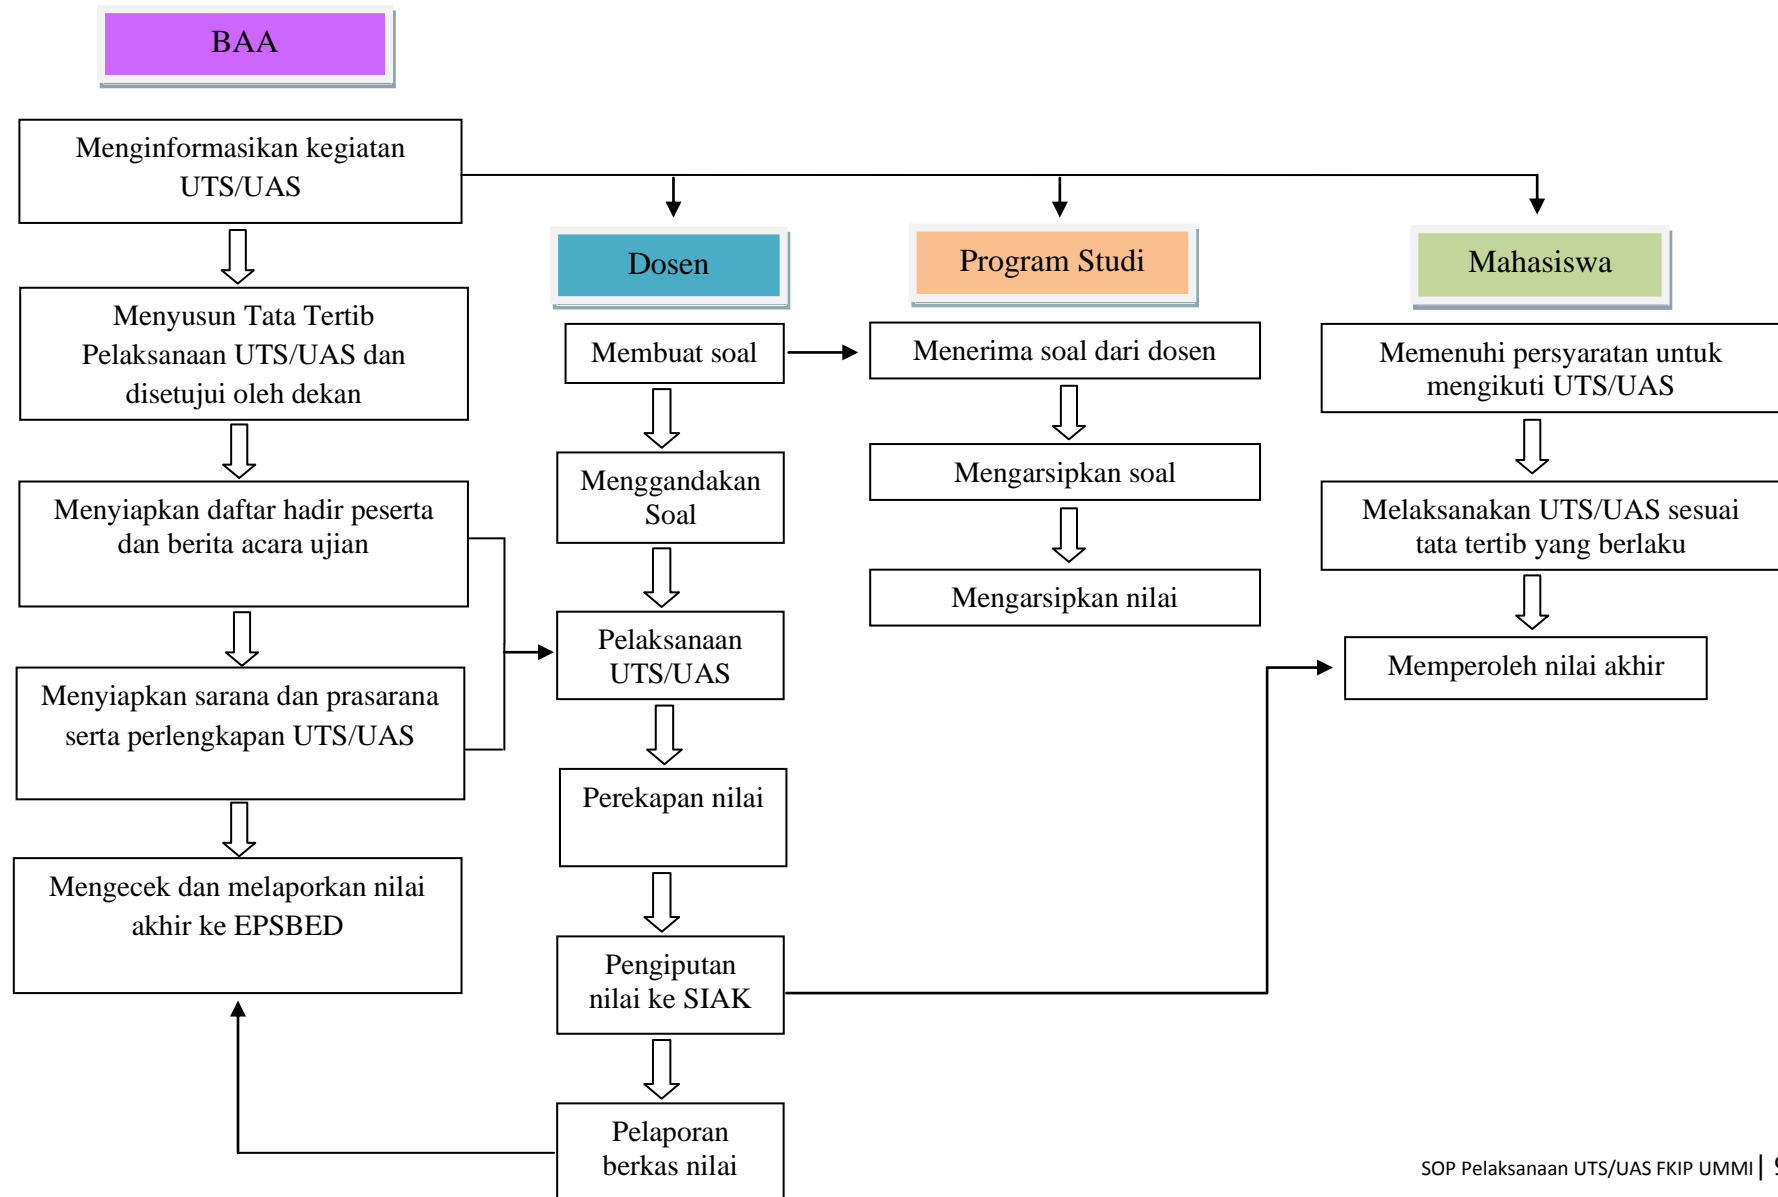 BAA
Menginformasikan kegiatan
UTS/UAS
Menyusun Tata Tertib
Pelaksanaan UTS/UAS dan
disetujui oleh dekan
Menyiapkan daftar hadir peserta
dan berita acara ujian
Menyiapkan sarana dan prasarana
serta perlengkapan UTS/UAS
Mengecek dan melaporkan nilai
akhir ke EPSBED
Dosen
Membuat soal
Menggandakan
Soal
Pelaksanaan
UTS/UAS
Perekapan nilai
Pengiputan
nilai ke SIAK
Pelaporan
berkas nilai
Program Studi
Menerima soal dari dosen
Mengarsipkan soal
Mengarsipkan nilai
Mahasiswa
Memenuhi persyaratan untuk
mengikuti UTS/UAS
Melaksanakan UTS/UAS sesuai
tata tertib yang berlaku
Memperoleh nilai akhir
SOP Pelaksanaan UTS/UAS FKIP UMMI |